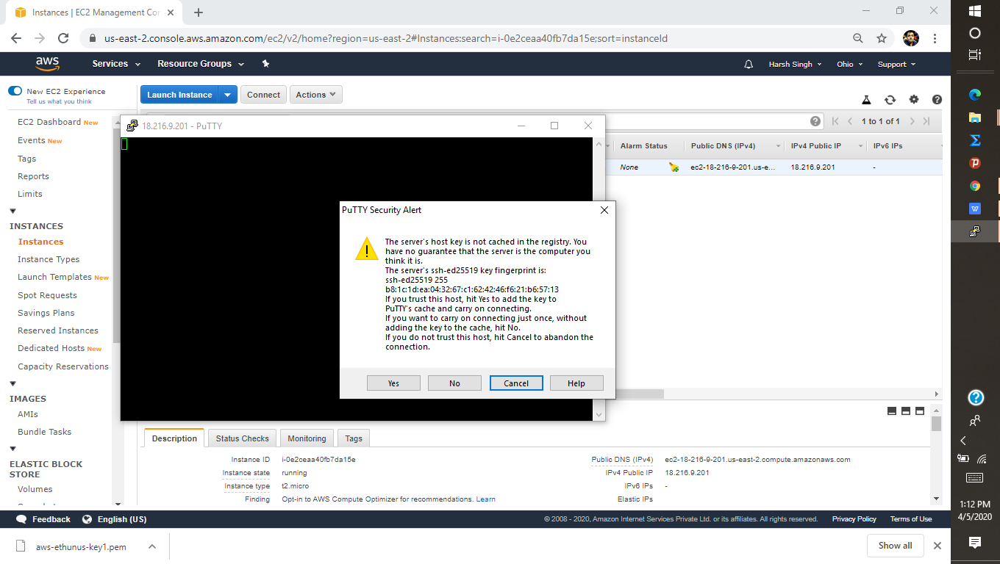 Instances | EC2 Management Con
us-east-2.console.aws.amazon.com/ec2/v2/home?region=us-east-2#Instances:search=i-0e2ceaa40fb7da15e;sort=instanceId
aws
Services
Resource Groups
Harsh Singh
Ohio
Support
New EC2 Experience
Tell us what you think
Launch Instance
Connect
Actions
EC2 Dashboard New
Events New
Tags
Reports
Limits
INSTANCES
Instances
Instance Types
Launch Templates New
Spot Requests
Savings Plans
Reserved Instances
Dedicated Hosts New
Capacity Reservations
IMAGES
AMIs
Bundle Tasks
ELASTIC BLOCK
STORE
Volumes
1 to 1 of 1
Alarm Status
Public DNS (IPv4)
IPv4 Public IP
IPv6 IPs
None
ec2-18-216-9-201.us-e...
18.216.9.201
-
18.216.9.201 - PuTTY
PuTTY Security Alert
The server's host key is not cached in the registry. You
have no guarantee that the server is the computer you
think it is.
The server's ssh-ed25519 key fingerprint is:
ssh-ed25519 255
b8:1c:1d:ea:04:32:67:c1:62:42:46:f6:21:b6:57:13
If you trust this host, hit Yes to add the key to
PuTTY's cache and carry on connecting.
If you want to carry on connecting just once, without
adding the key to the cache, hit No.
If you do not trust this host, hit Cancel to abandon the
connection.
Yes
No
Cancel
Help
Description
Status Checks
Monitoring
Tags
Instance ID i-0e2ceaa40fb7da15e
Instance state running
Instance type t2.micro
Finding Opt-in to AWS Compute Optimizer for recommendations. Learn
Public DNS (IPv4) ec2-18-216-9-201.us-east-2.compute.amazonaws.com
IPv4 Public IP 18.216.9.201
IPv6 IPs -
Elastic IPs
Feedback
English (US)
© 2008 - 2020, Amazon Internet Services Private Ltd. or its affiliates. All rights reserved.
Privacy Policy
Terms of Use
aws-ethunus-key1.pem
Show all
1:12 PM
4/5/2020